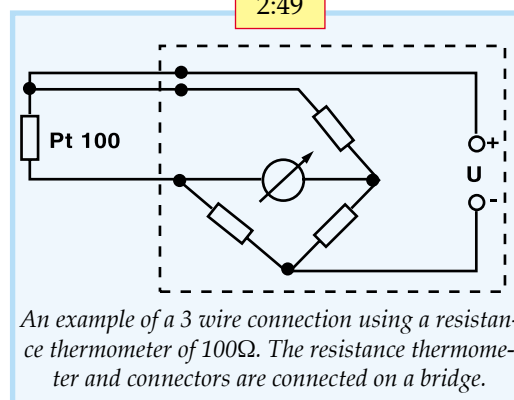 2:49
+
Pt 100
U
-
An example of a 3 wire connection using a resistan-
ce thermometer of 100Ω. The resistance thermome-
ter and connectors are connected on a bridge.